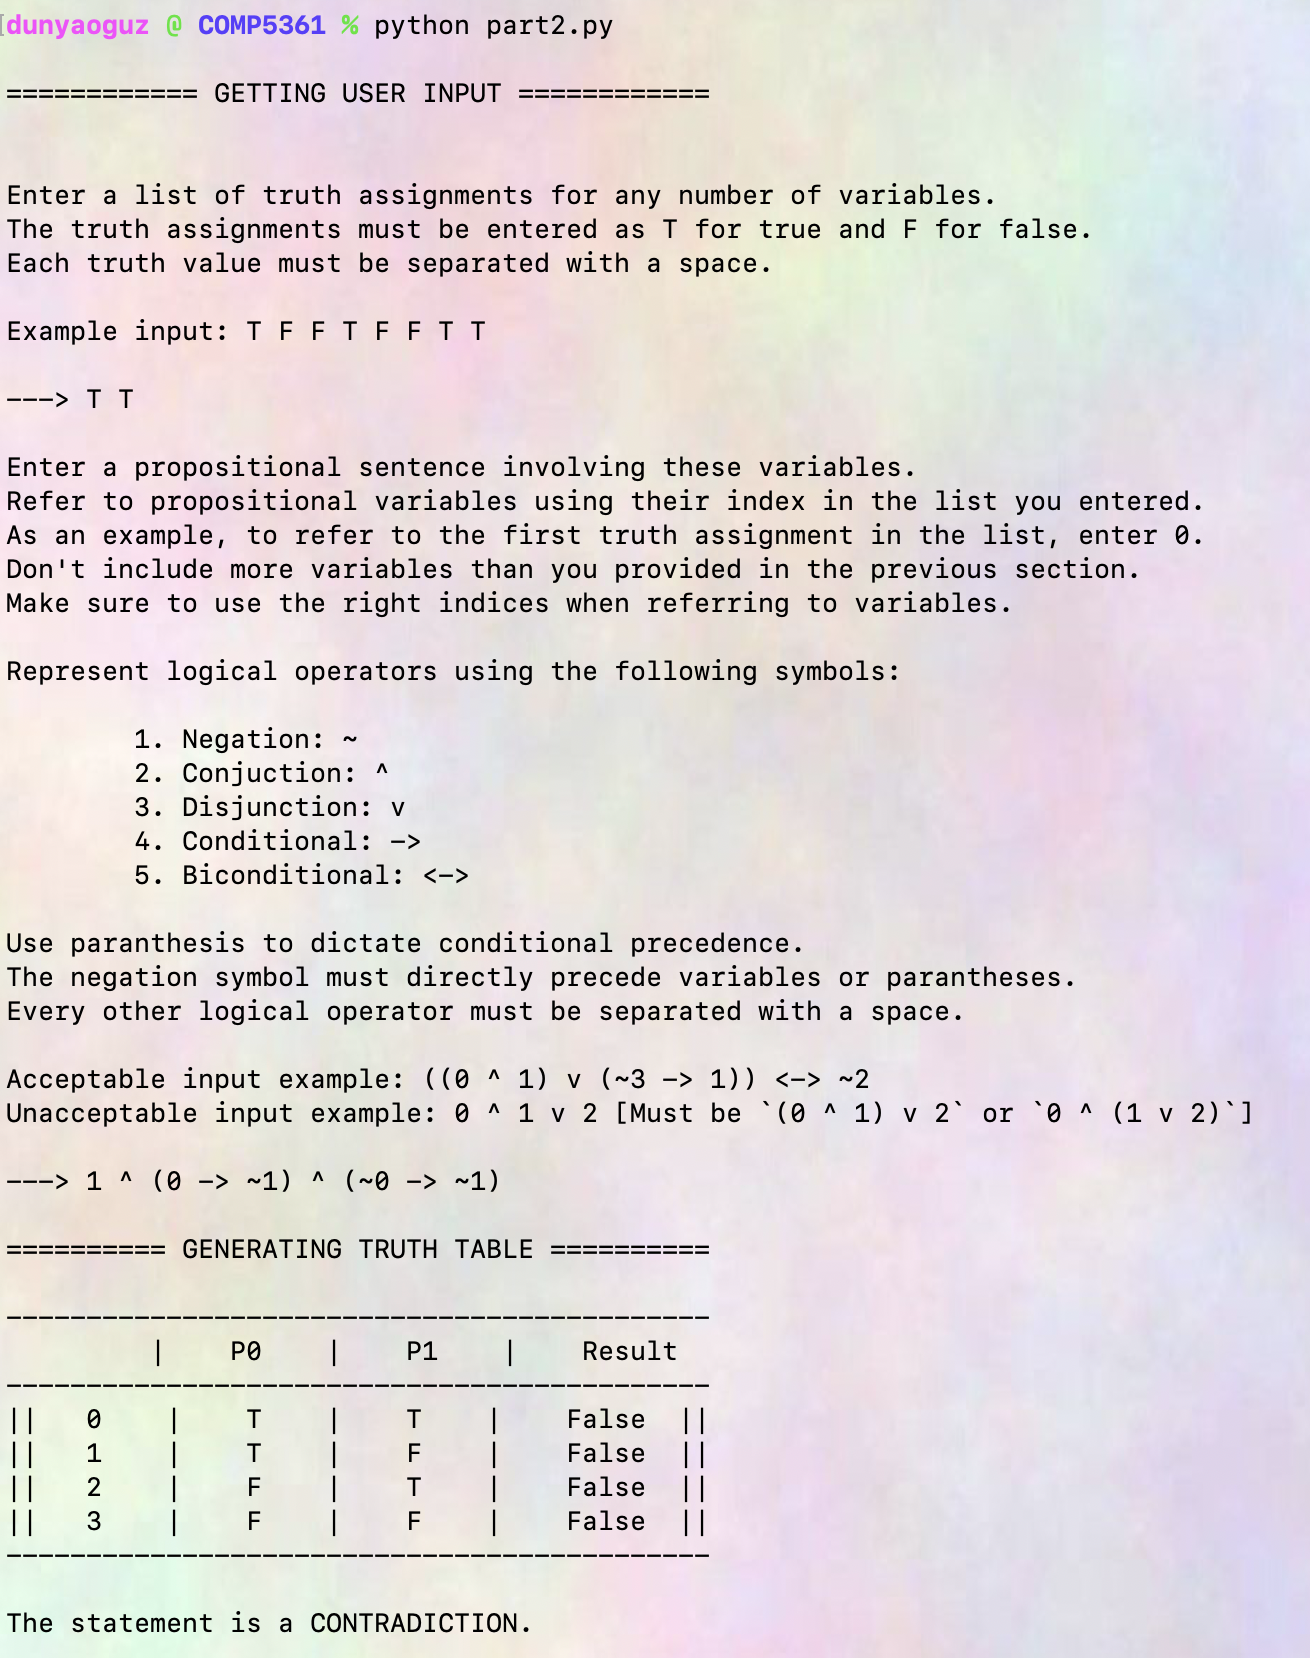 dunyaoguz @ COMP5361 % python part2.py
============ GETTING USER INPUT ============
Enter a list of truth assignments for any number of variables.
The truth assignments must be entered as T for true and F for false.
Each truth value must be separated with a space.
Example input: T F F T F F T T
---> T T
Enter a propositional sentence involving these variables.
Refer to propositional variables using their index in the list you entered.
As an example, to refer to the first truth assignment in the list, enter 0.
Don't include more variables than you provided in the previous section.
Make sure to use the right indices when referring to variables.
Represent logical operators using the following symbols:
1. Negation: ~
2. Conjuction: ^
3. Disjunction: v
4. Conditional: ->
5. Biconditional: <->
Use paranthesis to dictate conditional precedence.
The negation symbol must directly precede variables or parantheses.
Every other logical operator must be separated with a space.
Acceptable input example: ((0 ^ 1) v (~3 -> 1)) <-> ~2
Unacceptable input example: 0 ^ 1 v 2 [Must be `(0 ^ 1) v 2` or `0 ^ (1 v 2)`]
---> 1 ^ (0 -> ~1) ^ (~0 -> ~1)
========== GENERATING TRUTH TABLE ==========
--------------------------------------------
| P0 | P1 | Result
--------------------------------------------
|| 0 | T | T | False ||
|| 1 | T | F | False ||
|| 2 | F | T | False ||
|| 3 | F | F | False ||
--------------------------------------------
The statement is a CONTRADICTION.